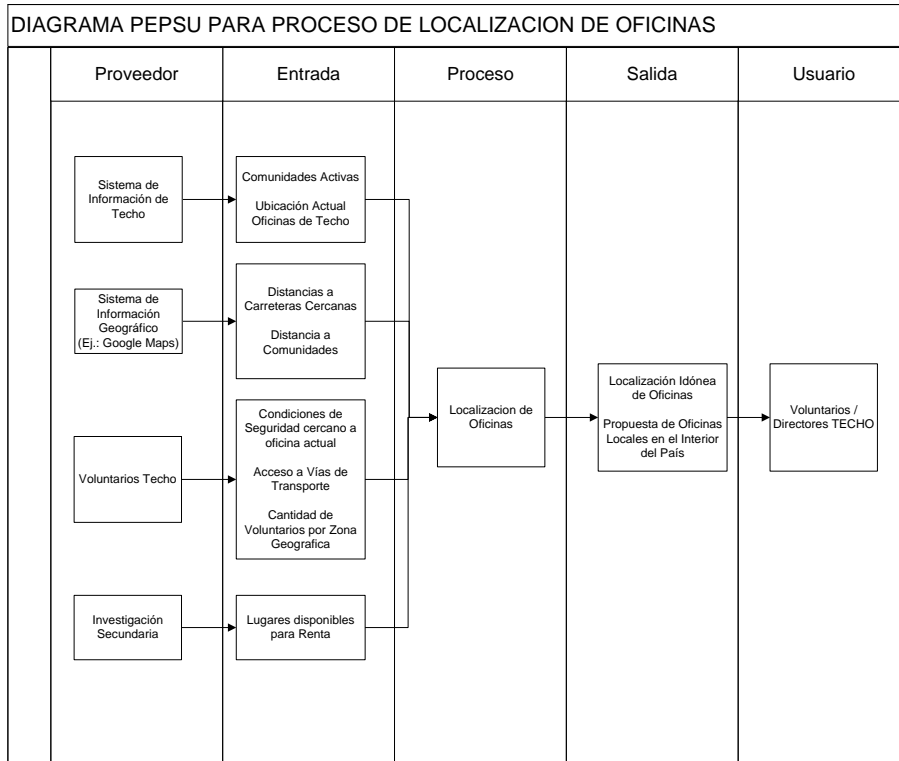 DIAGRAMA PEPSU PARA PROCESO DE LOCALIZACION DE OFICINAS
Proveedor
Entrada
Proceso
Salida
Usuario
Sistema de
Información de
Techo
Comunidades Activas
Ubicación Actual
Oficinas de Techo
Sistema de
Información
Geográfico
(Ej.: Google Maps)
Distancias a
Carreteras Cercanas
Distancia a
Comunidades
Voluntarios Techo
Condiciones de
Seguridad cercano a
oficina actual
Acceso a Vías de
Transporte
Cantidad de
Voluntarios por Zona
Geografica
Investigación
Secundaria
Lugares disponibles
para Renta
Localizacion de
Oficinas
Localización Idónea
de Oficinas
Propuesta de Oficinas
Locales en el Interior
del País
Voluntarios /
Directores TECHO